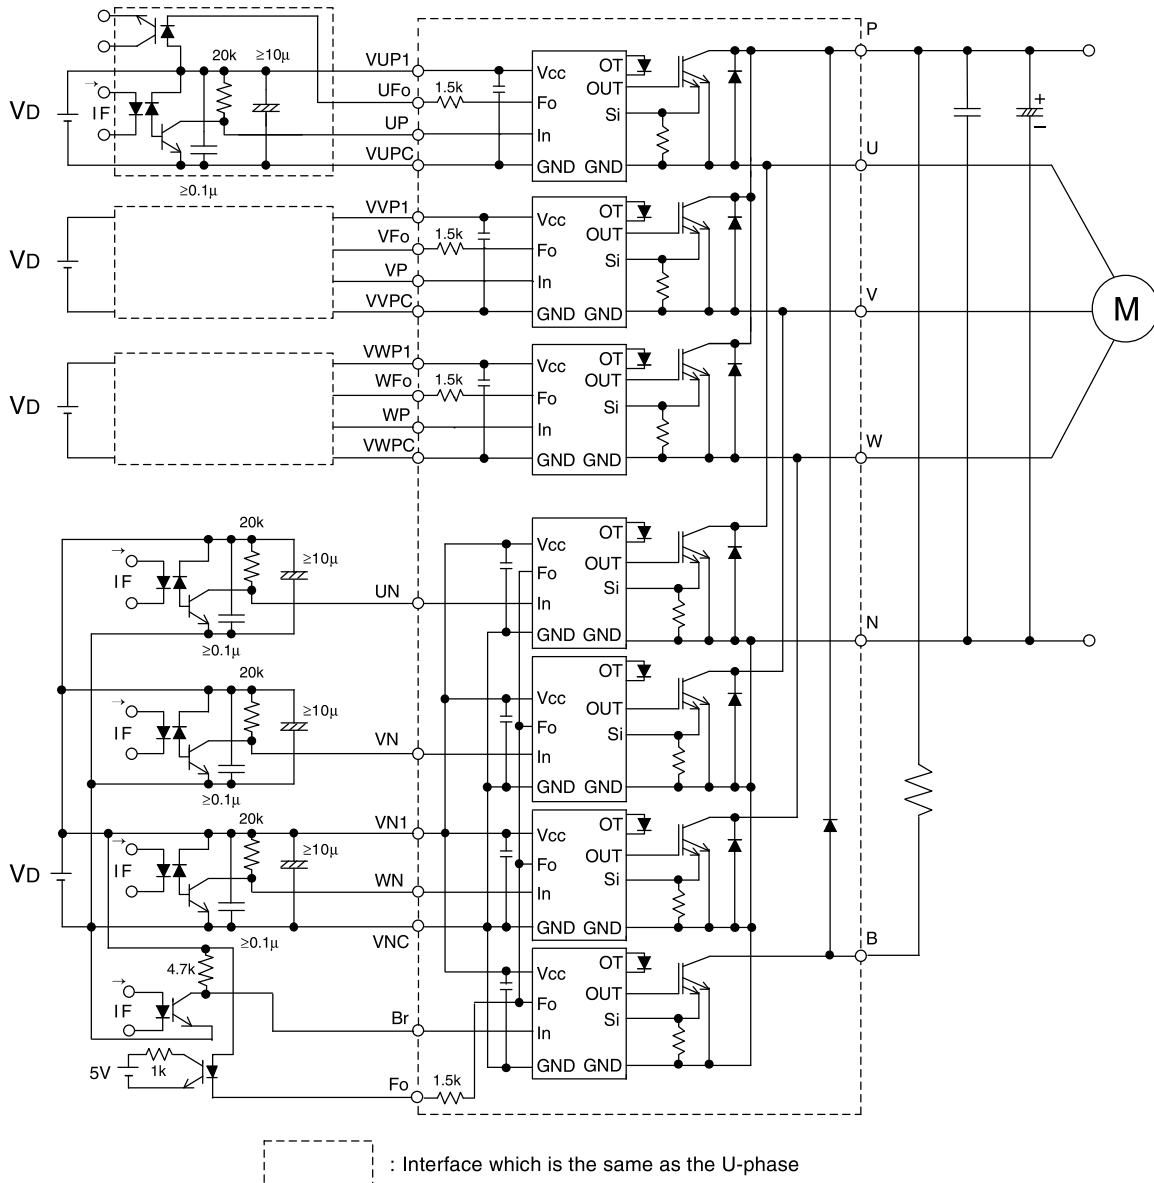 P
20k
≥10µ
VUP1
Vcc
OT
UFo
1.5k
OUT
VD
IF
→
Fo
Si
+
−
UP
In
VUPC
GND GND
U
≥0.1µ
VVP1
Vcc
OT
VFo
1.5k
OUT
VD
Fo
Si
VP
In
VVPC
GND GND
V
M
VWP1
Vcc
OT
WFo
1.5k
OUT
VD
Fo
Si
WP
In
VWPC
GND GND
W
20k
≥10µ
Vcc
OT
→
IF
Fo
OUT
Si
UN
In
GND GND
N
≥0.1µ
20k
≥10µ
Vcc
OT
→
IF
Fo
OUT
Si
VN
In
GND GND
≥0.1µ
20k
≥10µ
VN1
Vcc
OT
→
VD
IF
Fo
OUT
Si
WN
In
VNC
GND GND
≥0.1µ
B
4.7k
Vcc
OT
→
IF
Fo
OUT
Si
Br
In
5V
1k
GND GND
Fo
1.5k
: Interface which is the same as the U-phase